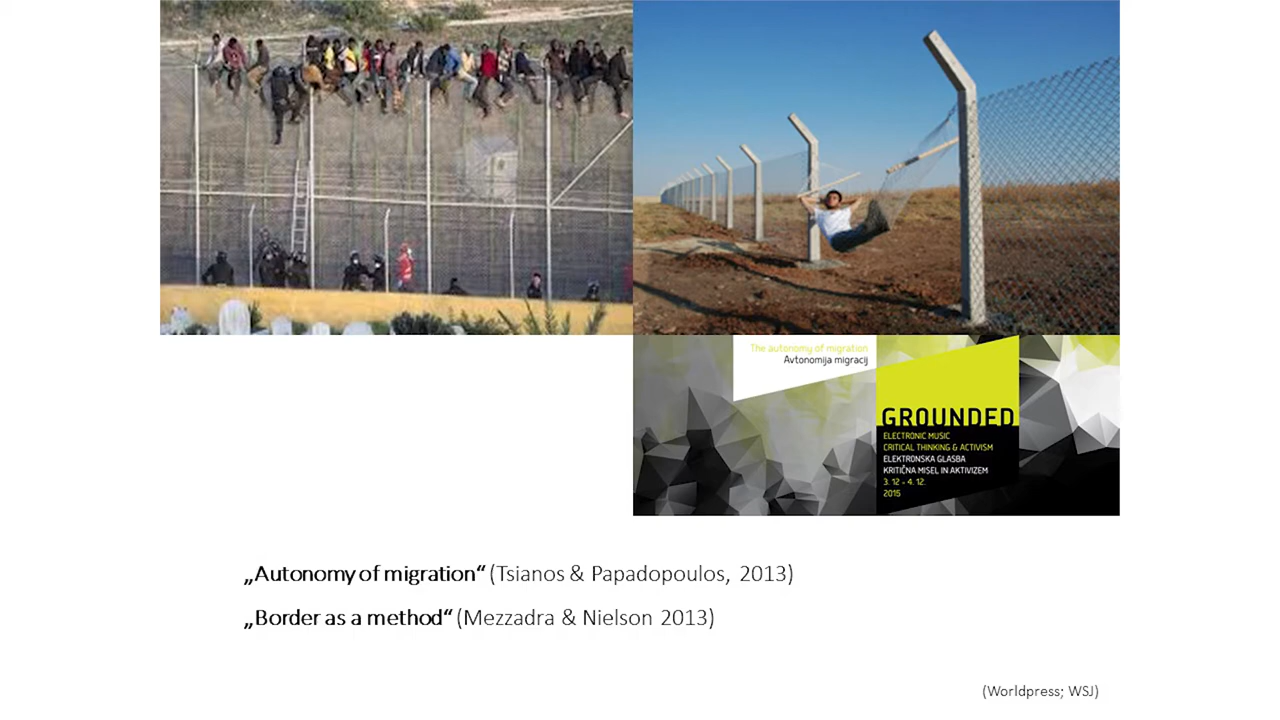 The autonomy of migration
Avtonomija migracij
GROUNDED
ELECTRONIC MUSIC
CRITICAL THINKING & ACTIVISM
ELEKTRONSKA GLASBA
KRITIČNA MISEL IN AKTIVIZEM
3. 12 - 4. 12.
2015
„Autonomy of migration“ (Tsianos & Papadopoulos, 2013)
„Border as a method“ (Mezzadra & Nielson 2013)
(Worldpress; WSJ)